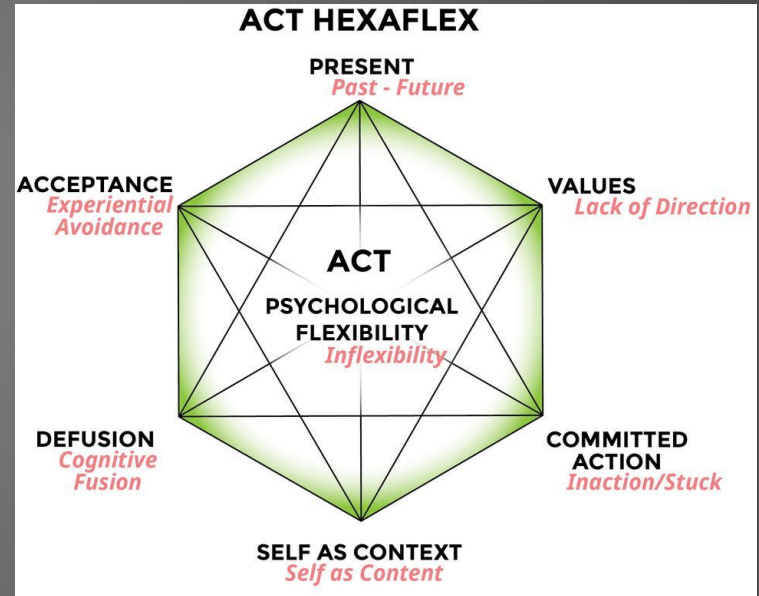 ACT HEXAFLEX
PRESENT
Past - Future
ACCEPTANCE
Experiential
Avoidance
VALUES
Lack of Direction
ACT
PSYCHOLOGICAL
FLEXIBILITY
Inflexibility
DEFUSION
Cognitive
Fusion
COMMITTED
ACTION
Inaction/Stuck
SELF AS CONTEXT
Self as Content